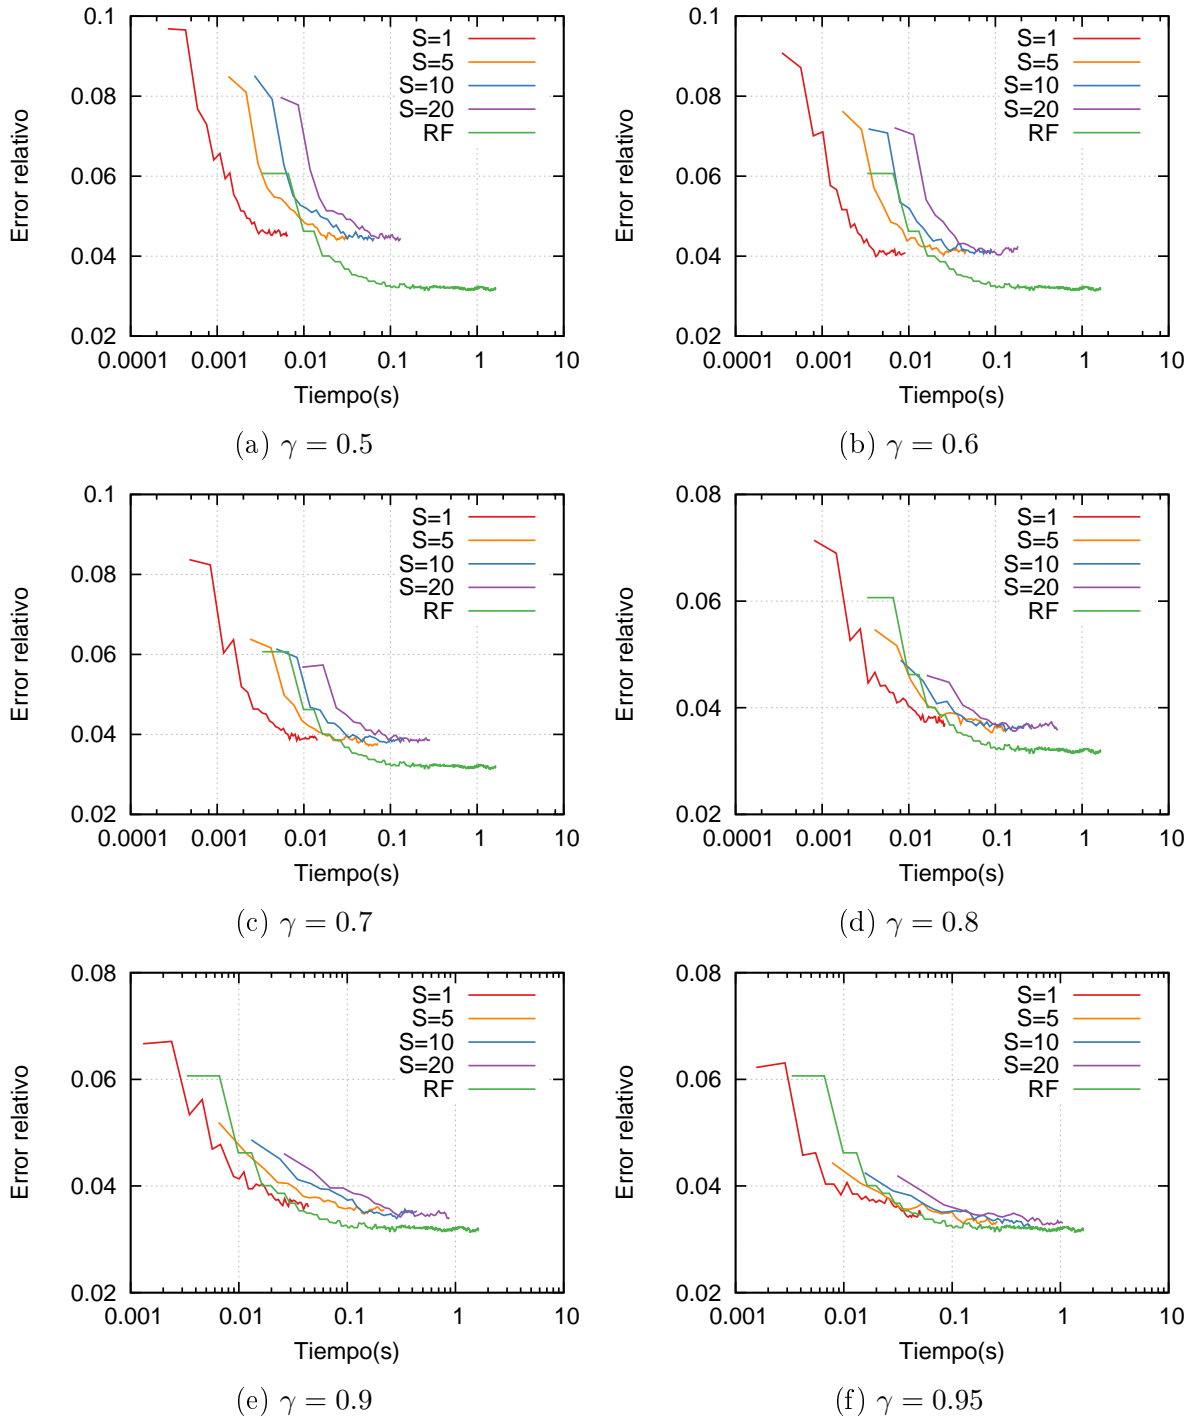 0.1
0.08
0.06
0.04
0.02
Error relativo
S=1
S=5
S=10
S=20
RF
0.0001 0.001 0.01 0.1 1 10
Tiempo(s)
(a) γ = 0.5
0.1
0.08
0.06
0.04
0.02
Error relativo
S=1
S=5
S=10
S=20
RF
0.0001 0.001 0.01 0.1 1 10
Tiempo(s)
(b) γ = 0.6
0.1
0.08
0.06
0.04
0.02
Error relativo
S=1
S=5
S=10
S=20
RF
0.0001 0.001 0.01 0.1 1 10
Tiempo(s)
(c) γ = 0.7
0.08
0.06
0.04
0.02
Error relativo
S=1
S=5
S=10
S=20
RF
0.0001 0.001 0.01 0.1 1 10
Tiempo(s)
(d) γ = 0.8
0.08
0.06
0.04
0.02
Error relativo
S=1
S=5
S=10
S=20
RF
0.001 0.01 0.1 1 10
Tiempo(s)
(e) γ = 0.9
0.08
0.06
0.04
0.02
Error relativo
S=1
S=5
S=10
S=20
RF
0.001 0.01 0.1 1 10
Tiempo(s)
(f) γ = 0.95